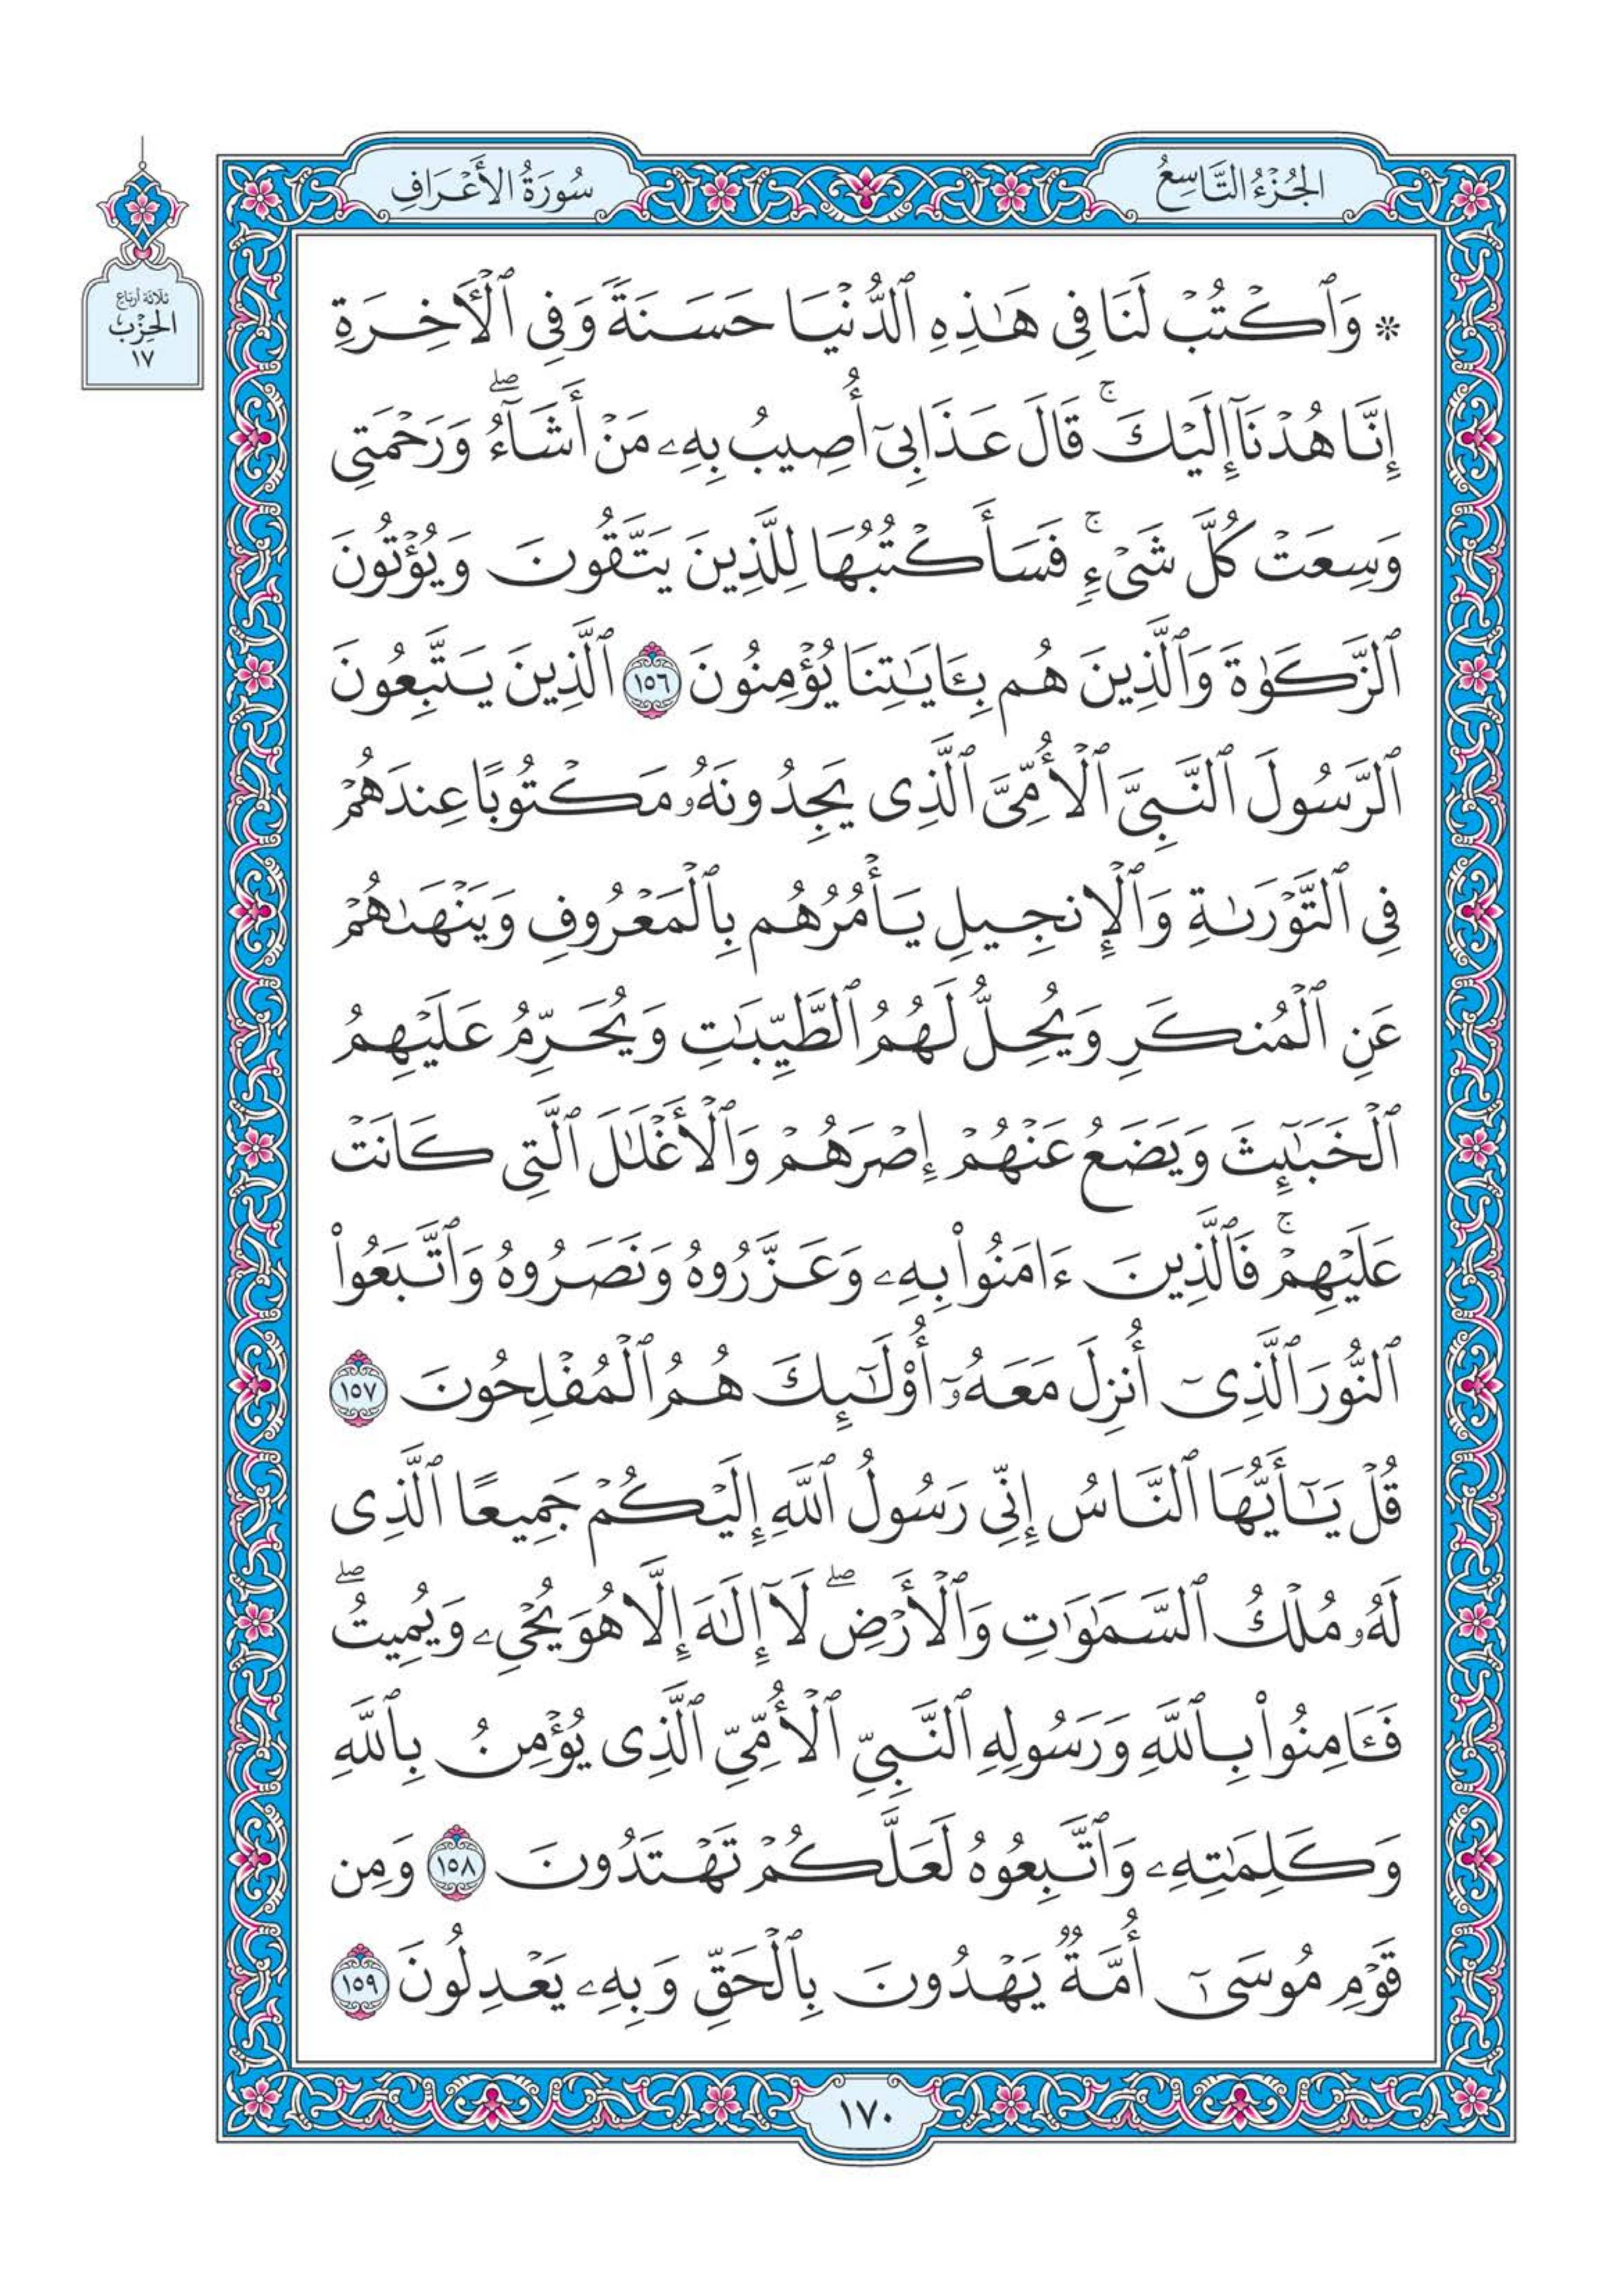 الجُزْءُ التَّاسِعُ
سُورَةُ الأَعْرَافِ
ثلاثة أرباع
الحِزْب
١٧
* وَٱكْتُبْ لَنَا فِى هَٰذِهِ ٱلدُّنْيَا حَسَنَةً وَفِى ٱلْأَخِرَةِ
إِنَّا هُدْنَآ إِلَيْكَ ۚ قَالَ عَذَابِىٓ أُصِيبُ بِهِۦ مَنْ أَشَآءُ ۖ وَرَحْمَتِى
وَسِعَتْ كُلَّ شَىْءٍ ۚ فَسَأَكْتُبُهَا لِلَّذِينَ يَتَّقُونَ وَيُؤْتُونَ
ٱلزَّكَوٰةَ وَٱلَّذِينَ هُم بِـَٔايَٰتِنَا يُؤْمِنُونَ ١٥٦ ٱلَّذِينَ يَتَّبِعُونَ
ٱلرَّسُولَ ٱلنَّبِىَّ ٱلْأُمِّىَّ ٱلَّذِى يَجِدُونَهُۥ مَكْتُوبًا عِندَهُمْ
فِى ٱلتَّوْرَىٰةِ وَٱلْإِنجِيلِ يَأْمُرُهُم بِٱلْمَعْرُوفِ وَيَنْهَىٰهُمْ
عَنِ ٱلْمُنكَرِ وَيُحِلُّ لَهُمُ ٱلطَّيِّبَٰتِ وَيُحَرِّمُ عَلَيْهِمُ
ٱلْخَبَٰٓئِثَ وَيَضَعُ عَنْهُمْ إِصْرَهُمْ وَٱلْأَغْلَٰلَ ٱلَّتِى كَانَتْ
عَلَيْهِمْ ۚ فَٱلَّذِينَ ءَامَنُوا۟ بِهِۦ وَعَزَّرُوهُ وَنَصَرُوهُ وَٱتَّبَعُوا۟
ٱلنُّورَ ٱلَّذِىٓ أُنزِلَ مَعَهُۥٓ أُو۟لَٰٓئِكَ هُمُ ٱلْمُفْلِحُونَ ١٥٧
قُلْ يَٰٓأَيُّهَا ٱلنَّاسُ إِنِّى رَسُولُ ٱللَّهِ إِلَيْكُمْ جَمِيعًا ٱلَّذِى
لَهُۥ مُلْكُ ٱلسَّمَٰوَٰتِ وَٱلْأَرْضِ ۖ لَآ إِلَٰهَ إِلَّا هُوَ يُحْىِۦ وَيُمِيتُ ۖ
فَـَٔامِنُوا۟ بِٱللَّهِ وَرَسُولِهِ ٱلنَّبِىِّ ٱلْأُمِّىِّ ٱلَّذِى يُؤْمِنُ بِٱللَّهِ
وَكَلِمَٰتِهِۦ وَٱتَّبِعُوهُ لَعَلَّكُمْ تَهْتَدُونَ ١٥٨ وَمِن
قَوْمِ مُوسَىٰٓ أُمَّةٌ يَهْدُونَ بِٱلْحَقِّ وَبِهِۦ يَعْدِلُونَ ١٥٩
١٧٠